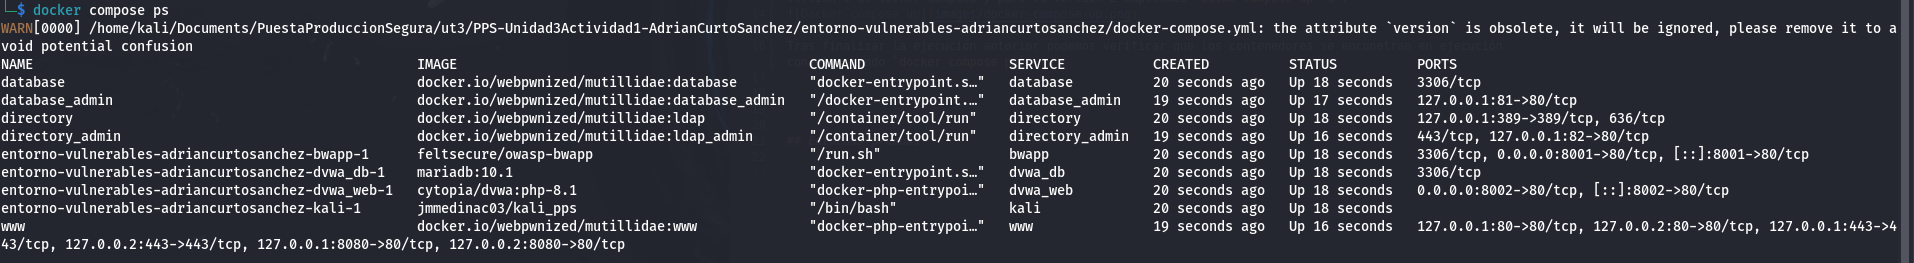 └─$ docker compose ps
WARN[0000] /home/kali/Documents/PuestaProduccionSegura/ut3/PPS-Unidad3Actividad1-AdrianCurtoSanchez/entorno-vulnerables-adriancurtosanchez/docker-compose.yml: the attribute `version` is obsolete, it will be ignored, please remove it to a
void potential confusion
NAME IMAGE COMMAND SERVICE CREATED STATUS PORTS
database docker.io/webpwnized/mutillidae:database "docker-entrypoint.s…" database 20 seconds ago Up 18 seconds 3306/tcp
database_admin docker.io/webpwnized/mutillidae:database_admin "/docker-entrypoint.…" database_admin 19 seconds ago Up 17 seconds 127.0.0.1:81->80/tcp
directory docker.io/webpwnized/mutillidae:ldap "/container/tool/run" directory 20 seconds ago Up 18 seconds 127.0.0.1:389->389/tcp, 636/tcp
directory_admin docker.io/webpwnized/mutillidae:ldap_admin "/container/tool/run" directory_admin 19 seconds ago Up 16 seconds 443/tcp, 127.0.0.1:82->80/tcp
entorno-vulnerables-adriancurtosanchez-bwapp-1 feltsecure/owasp-bwapp "/run.sh" bwapp 20 seconds ago Up 18 seconds 3306/tcp, 0.0.0.0:8001->80/tcp, [::]:8001->80/tcp
entorno-vulnerables-adriancurtosanchez-dvwa_db-1 mariadb:10.1 "docker-entrypoint.s…" dvwa_db 20 seconds ago Up 18 seconds 3306/tcp
entorno-vulnerables-adriancurtosanchez-dvwa_web-1 cytopia/dvwa:php-8.1 "docker-php-entrypoi…" dvwa_web 20 seconds ago Up 18 seconds 0.0.0.0:8002->80/tcp, [::]:8002->80/tcp
entorno-vulnerables-adriancurtosanchez-kali-1 jmmedinac03/kali_pps "/bin/bash" kali 20 seconds ago Up 18 seconds
www docker.io/webpwnized/mutillidae:www "docker-php-entrypoi…" www 19 seconds ago Up 16 seconds 127.0.0.1:80->80/tcp, 127.0.0.2:80->80/tcp, 127.0.0.1:443->4
43/tcp, 127.0.0.2:443->443/tcp, 127.0.0.1:8080->80/tcp, 127.0.0.2:8080->80/tcp